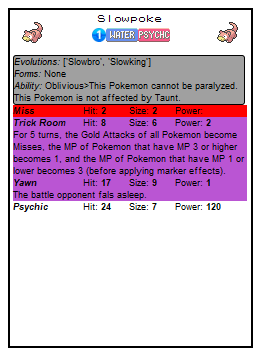 Slowpoke
1 WATER PSYCHC
Evolutions: ['Slowbro', 'Slowking']
Forms: None
Ability: Oblivious>This Pokemon cannot be paralyzed.
This Pokemon is not affected by Taunt.
Miss Hit: 2 Size: 2 Power:
Trick Room Hit: 8 Size: 6 Power: 2
For 5 turns, the Gold Attacks of all Pokemon become
Misses, the MP of Pokemon that have MP 3 or higher
becomes 1, and the MP of Pokemon that have MP 1 or
lower becomes 3 (before applying marker effects).
Yawn Hit: 17 Size: 9 Power: 1
The battle opponent falls asleep.
Psychic Hit: 24 Size: 7 Power: 120